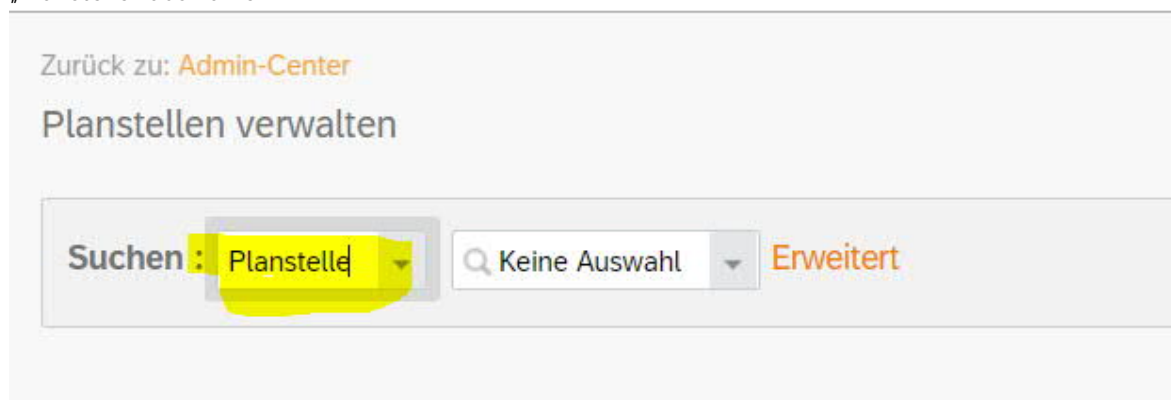 Zurück zu: Admin-Center
Planstellen verwalten
Suchen : Planstelle Keine Auswahl Erweitert